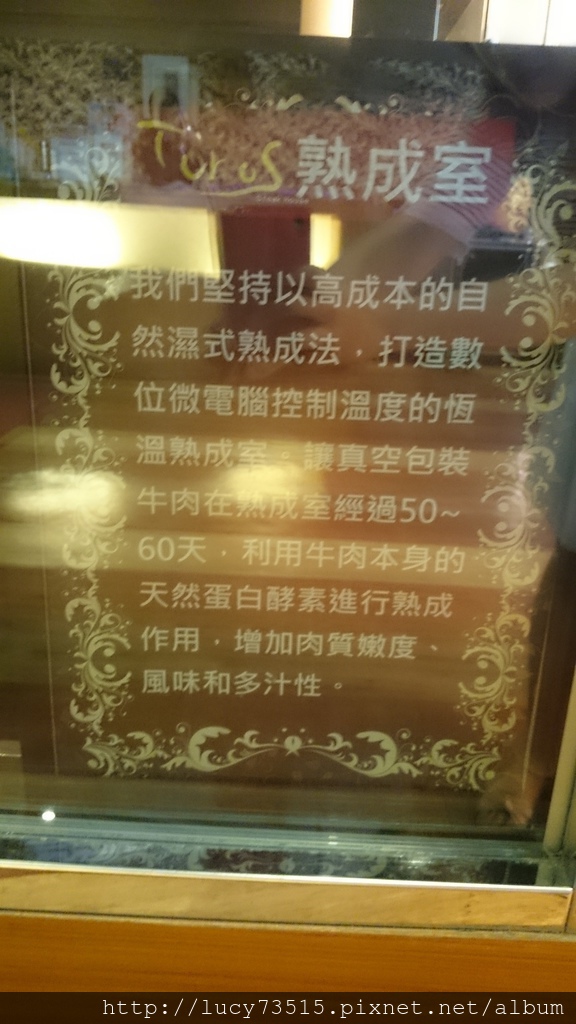 Turus 熟成室
我們堅持以高成本的自
然濕式熟成法，打造數
位微電腦控制溫度的恆
溫熟成室。讓真空包裝
牛肉在熟成室經過50~
60天，利用牛肉本身的
天然蛋白酵素進行熟成
作用，增加肉質嫩度、
風味和多汁性。
http://lucy73515.pixnet.net/album